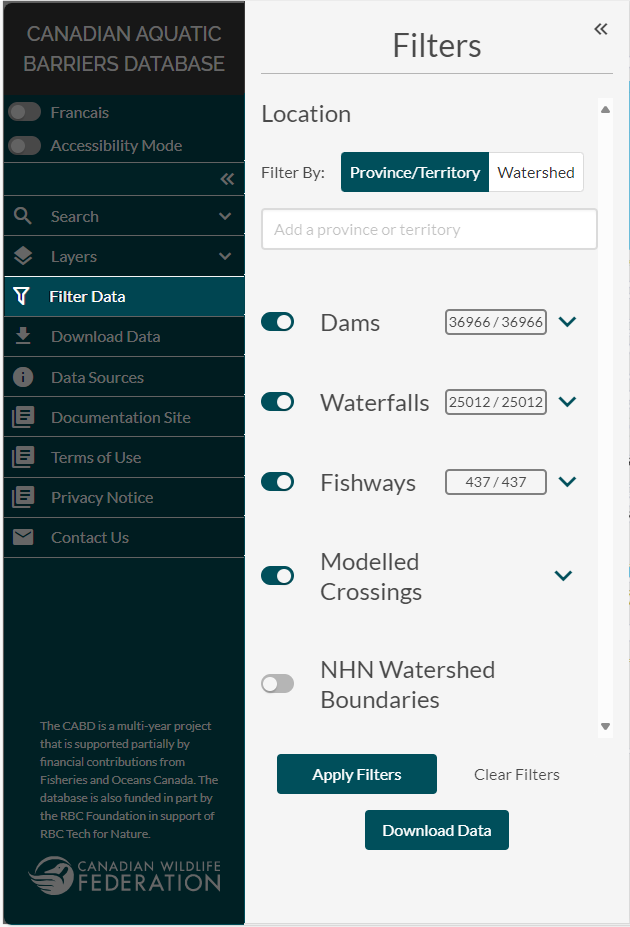 CANADIAN AQUATIC
BARRIERS DATABASE
Francais
Accessibility Mode
Search
Layers
Filter Data
Download Data
Data Sources
Documentation Site
Terms of Use
Privacy Notice
Contact Us
The CABD is a multi-year project
that is supported partially by
financial contributions from
Fisheries and Oceans Canada. The
database is also funded in part by
the RBC Foundation in support of
RBC Tech for Nature.
CANADIAN WILDLIFE
FEDERATION
Filters
Location
Filter By: Province/Territory Watershed
Add a province or territory
Dams 36966 / 36966
Waterfalls 25012 / 25012
Fishways 437 / 437
Modelled
Crossings
NHN Watershed
Boundaries
Apply Filters Clear Filters
Download Data